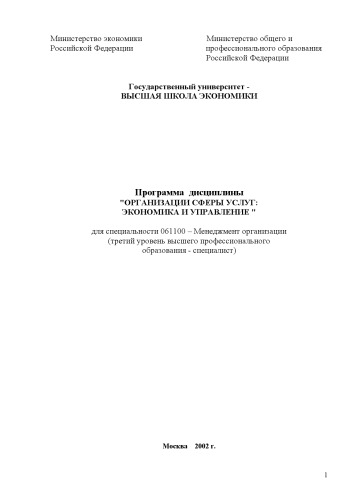 Министерство экономики
Российской Федерации
Министерство общего и
профессионального образования
Российской Федерации
Государственный университет -
ВЫСШАЯ ШКОЛА ЭКОНОМИКИ
Программа дисциплины
"ОРГАНИЗАЦИИ СФЕРЫ УСЛУГ:
ЭКОНОМИКА И УПРАВЛЕНИЕ "
для специальности 061100 – Менеджмент организации
(третий уровень высшего профессионального
образования - специалист)
Москва 2002 г.
1